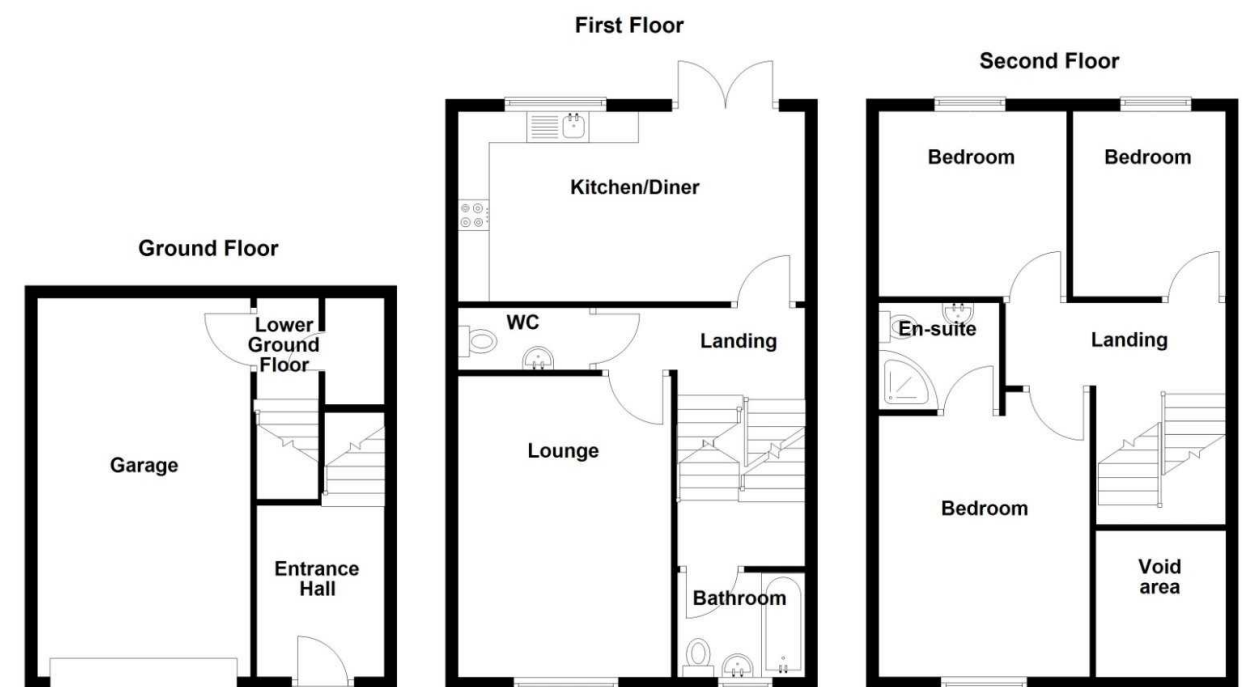 Ground Floor
Lower
Ground
Floor
Garage
Entrance
Hall
First Floor
Kitchen/Diner
WC
Landing
Lounge
Bathroom
Second Floor
Bedroom
Bedroom
En-suite
Landing
Bedroom
Void
area